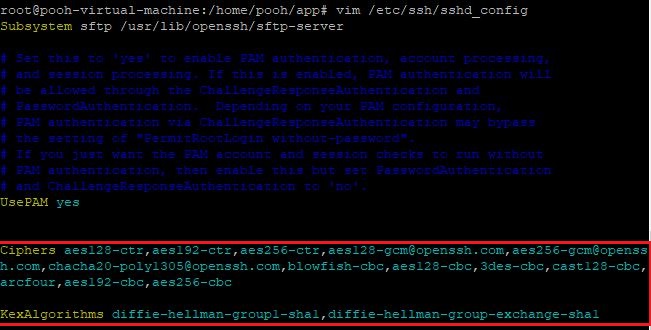 root@pooh-virtual-machine:/home/pooh/app# vim /etc/ssh/sshd_config
Subsystem sftp /usr/lib/openssh/sftp-server
# Set this to 'yes' to enable PAM authentication, account processing,
# and session processing. If this is enabled, PAM authentication will
# be allowed through the ChallengeResponseAuthentication and
# PasswordAuthentication.  Depending on your PAM configuration,
# PAM authentication via ChallengeResponseAuthentication may bypass
# the setting of "PermitRootLogin without-password".
# If you just want the PAM account and session checks to run without
# PAM authentication, then enable this but set PasswordAuthentication
# and ChallengeResponseAuthentication to 'no'.
UsePAM yes
Ciphers aes128-ctr,aes192-ctr,aes256-ctr,aes128-gcm@openssh.com,aes256-gcm@openss
h.com,chacha20-poly1305@openssh.com,blowfish-cbc,aes128-cbc,3des-cbc,cast128-cbc,
arcfour,aes192-cbc,aes256-cbc
KexAlgorithms diffie-hellman-group1-sha1,diffie-hellman-group-exchange-sha1